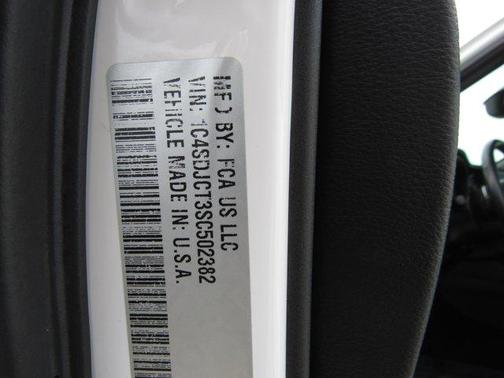 MFD BY: FCA US LLC
VIN: 1C4SDJCT3SC502382
VEHICLE MADE IN: U.S.A.